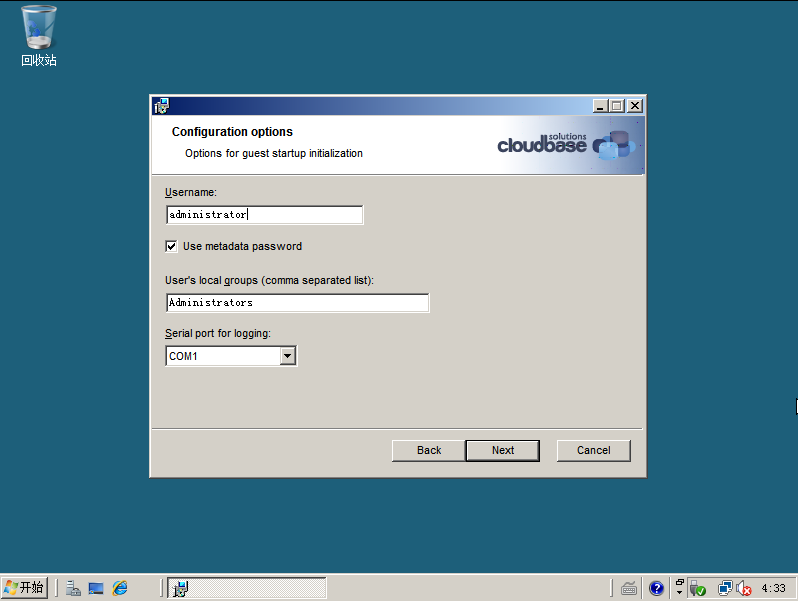 回收站
Configuration options
Options for guest startup initialization
cloudbase solutions
Username:
administrator
Use metadata password
User's local groups (comma separated list):
Administrators
Serial port for logging:
COM1
Back Next Cancel
开始 4:33